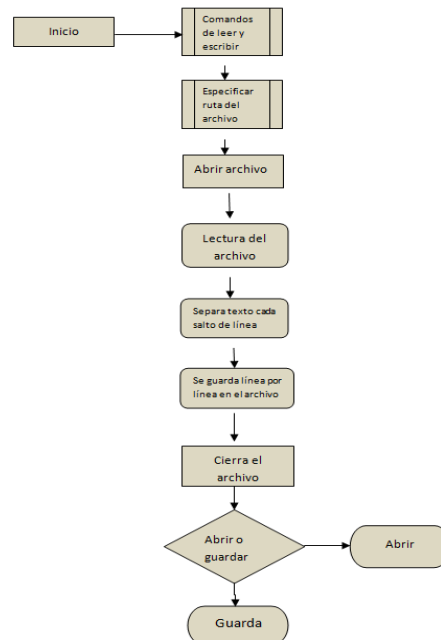 Inicio
Comandos
de leer y
escribir
Especificar
ruta del
archivo
Abrir archivo
Lectura del
archivo
Separa texto cada
salto de línea
Se guarda línea por
línea en el archivo
Cierra el
archivo
Abrir o
guardar
Abrir
Guarda